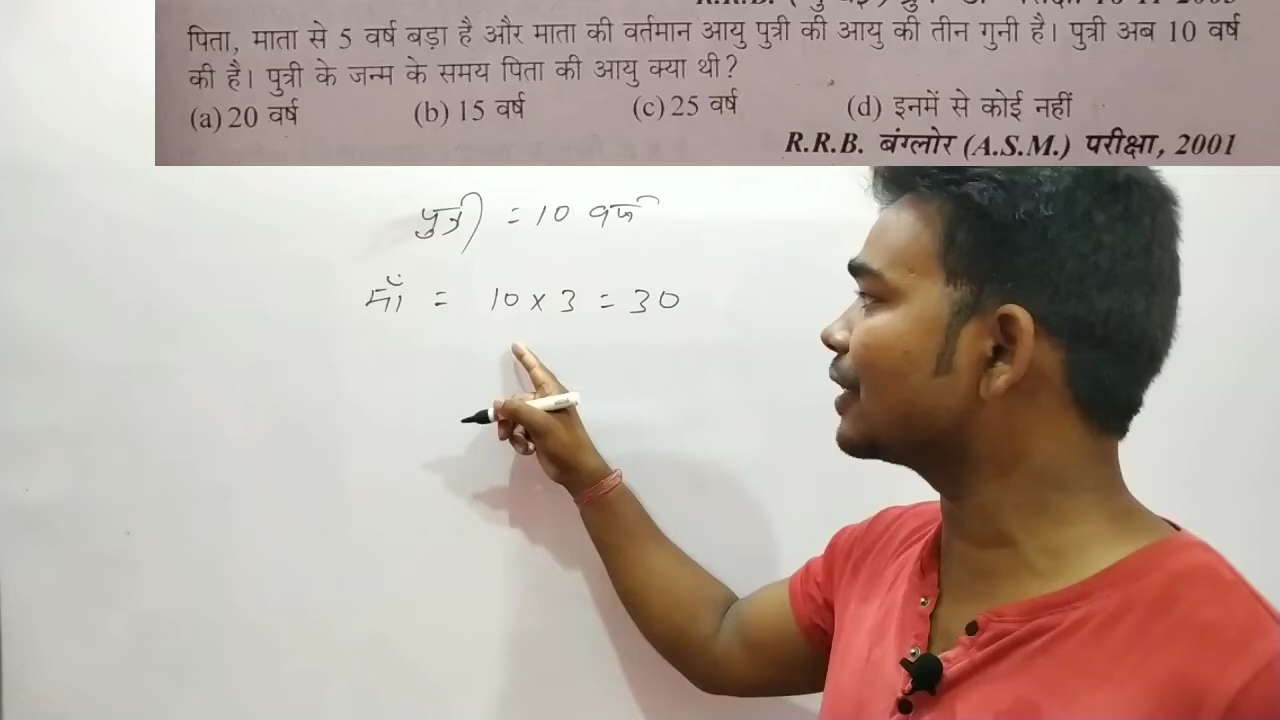 पिता, माता से 5 वर्ष बड़ा है और माता की वर्तमान आयु पुत्री की आयु की तीन गुनी है। पुत्री अब 10 वर्ष
की है। पुत्री के जन्म के समय पिता की आयु क्या थी?
(a) 20 वर्ष (b) 15 वर्ष (c) 25 वर्ष (d) इनमें से कोई नहीं
R.R.B. बंग्लोर (A.S.M.) परीक्षा, 2001
पुत्री = 10 वर्ष
माँ = 10 x 3 = 30